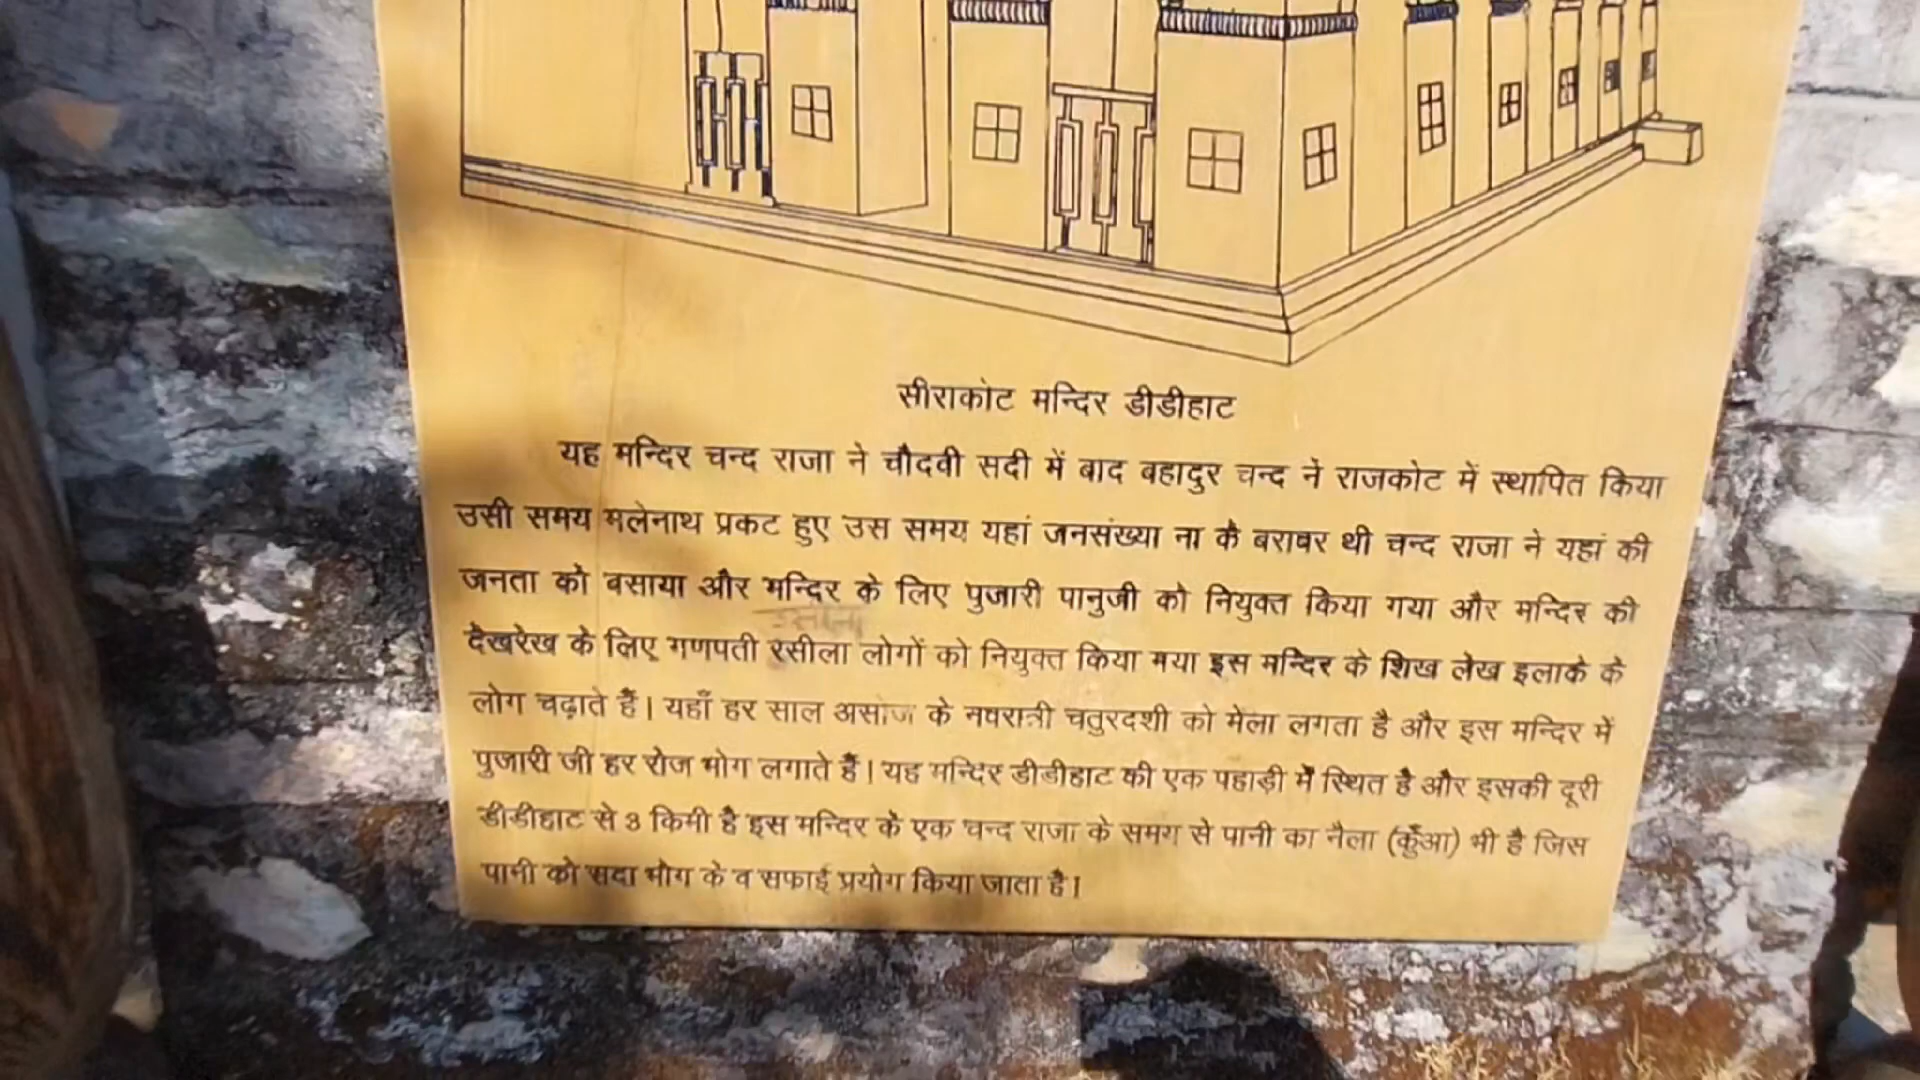 सीराकोट मन्दिर डीडीहाट
यह मन्दिर चन्द राजा ने चौदवी सदी में बाद बहादुर चन्द ने राजकोट में स्थापित किया
उसी समय मलेनाथ प्रकट हुए उस समय यहां जनसंख्या ना के बराबर थी चन्द राजा ने यहां की
जनता को बसाया और मन्दिर के लिए पुजारी पानुजी को नियुक्त किया गया और मन्दिर की
देखरेख के लिए गणपती रसीला लोगों को नियुक्त किया गया इस मन्दिर के शिख लेख इलाके के
लोग चढ़ाते हैं। यहाँ हर साल असोज के नवरात्री चतुरदशी को मेला लगता है और इस मन्दिर में
पुजारी जी हर रोज भोग लगाते हैं। यह मन्दिर डीडीहाट की एक पहाड़ी में स्थित है और इसकी दूरी
डीडीहाट से 3 किमी है इस मन्दिर के एक चन्द राजा के समय से पानी का नैला (कुँआ) भी है जिस
पानी को सदा भोग के व सफाई प्रयोग किया जाता है।